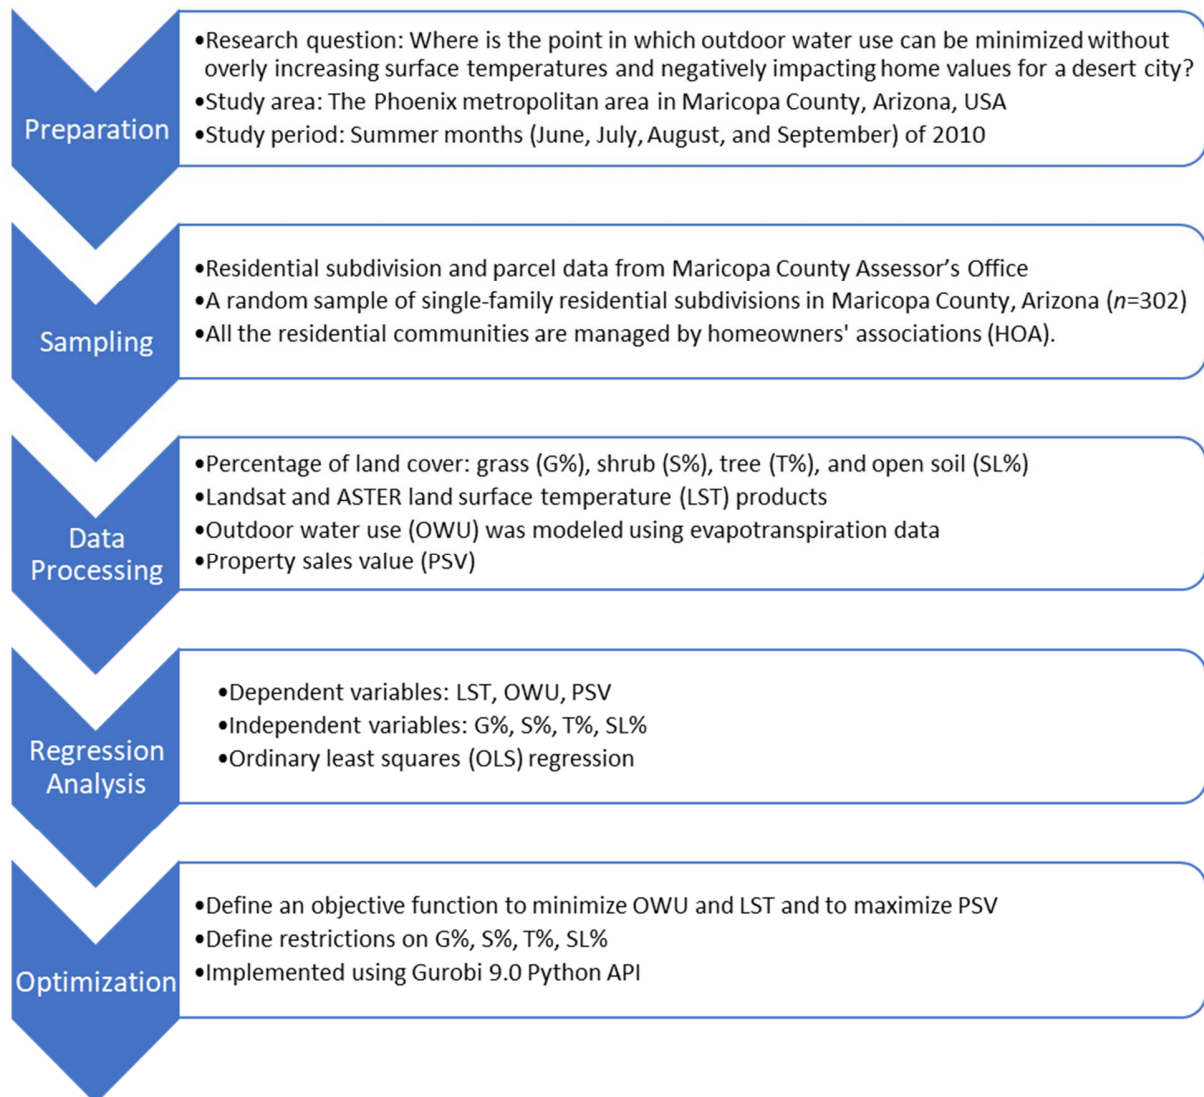 Preparation
•Research question: Where is the point in which outdoor water use can be minimized without
overly increasing surface temperatures and negatively impacting home values for a desert city?
•Study area: The Phoenix metropolitan area in Maricopa County, Arizona, USA
•Study period: Summer months (June, July, August, and September) of 2010
Sampling
•Residential subdivision and parcel data from Maricopa County Assessor’s Office
•A random sample of single-family residential subdivisions in Maricopa County, Arizona (n=302)
•All the residential communities are managed by homeowners' associations (HOA).
Data
Processing
•Percentage of land cover: grass (G%), shrub (S%), tree (T%), and open soil (SL%)
•Landsat and ASTER land surface temperature (LST) products
•Outdoor water use (OWU) was modeled using evapotranspiration data
•Property sales value (PSV)
Regression
Analysis
•Dependent variables: LST, OWU, PSV
•Independent variables: G%, S%, T%, SL%
•Ordinary least squares (OLS) regression
Optimization
•Define an objective function to minimize OWU and LST and to maximize PSV
•Define restrictions on G%, S%, T%, SL%
•Implemented using Gurobi 9.0 Python API